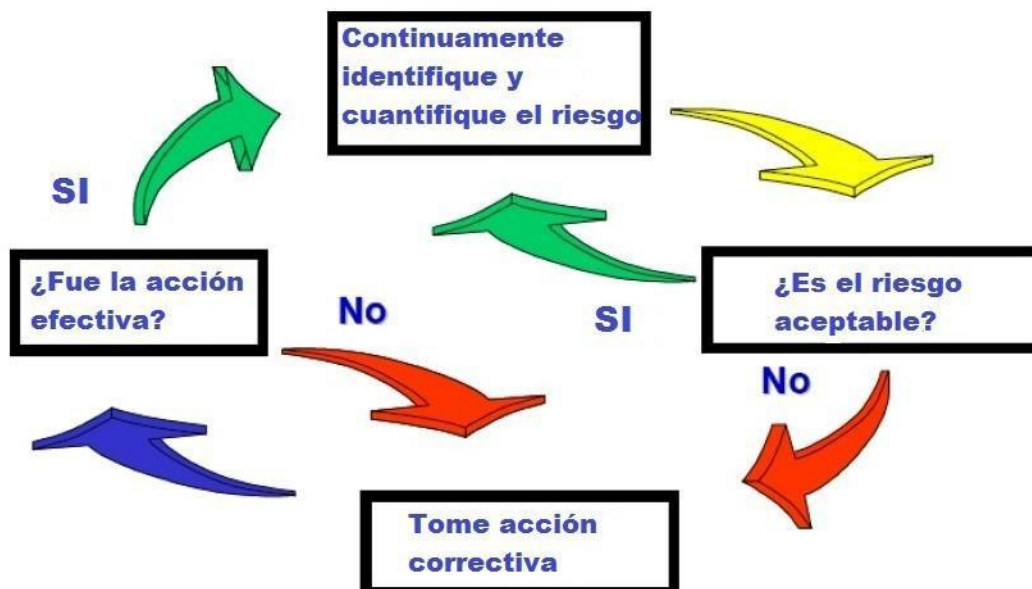 Continuamente
identifique y
cuantifique el riesgo
SI
¿Fue la acción
efectiva?
No
SI
¿Es el riesgo
aceptable?
No
Tome acción
correctiva